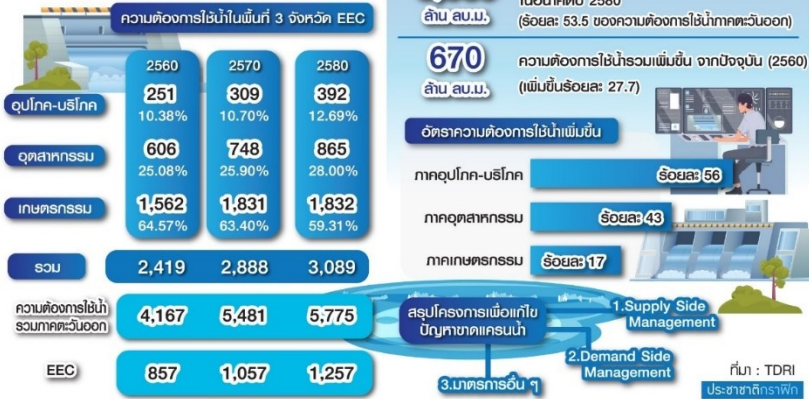 ความต้องการใช้น้ำในพื้นที่ 3 จังหวัด EEC
2560 2570 2580
อุปโภค-บริโภค 251 309 392
10.38% 10.70% 12.69%
อุตสาหกรรม 606 748 865
25.08% 25.90% 28.00%
เกษตรกรรม 1,562 1,831 1,832
64.57% 63.40% 59.31%
รวม 2,419 2,888 3,089
ความต้องการใช้น้ำ
รวมภาคตะวันออก 4,167 5,481 5,775
EEC 857 1,057 1,257
ล้าน ลบ.ม.
ในอนาคตปี 2580
(ร้อยละ 53.5 ของความต้องการใช้น้ำภาคตะวันออก)
670
ล้าน ลบ.ม.
ความต้องการใช้น้ำรวมเพิ่มขึ้น จากปัจจุบัน (2560)
(เพิ่มขึ้นร้อยละ 27.7)
อัตราความต้องการใช้น้ำเพิ่มขึ้น
ภาคอุปโภค-บริโภค ร้อยละ 56
ภาคอุตสาหกรรม ร้อยละ 43
ภาคเกษตรกรรม ร้อยละ 17
สรุปโครงการเพื่อแก้ไข
ปัญหาขาดแคลนน้ำ
1.Supply Side
Management
2.Demand Side
Management
3.มาตรการอื่น ๆ
ที่มา : TDRI
ประชาชาติกราฟิก